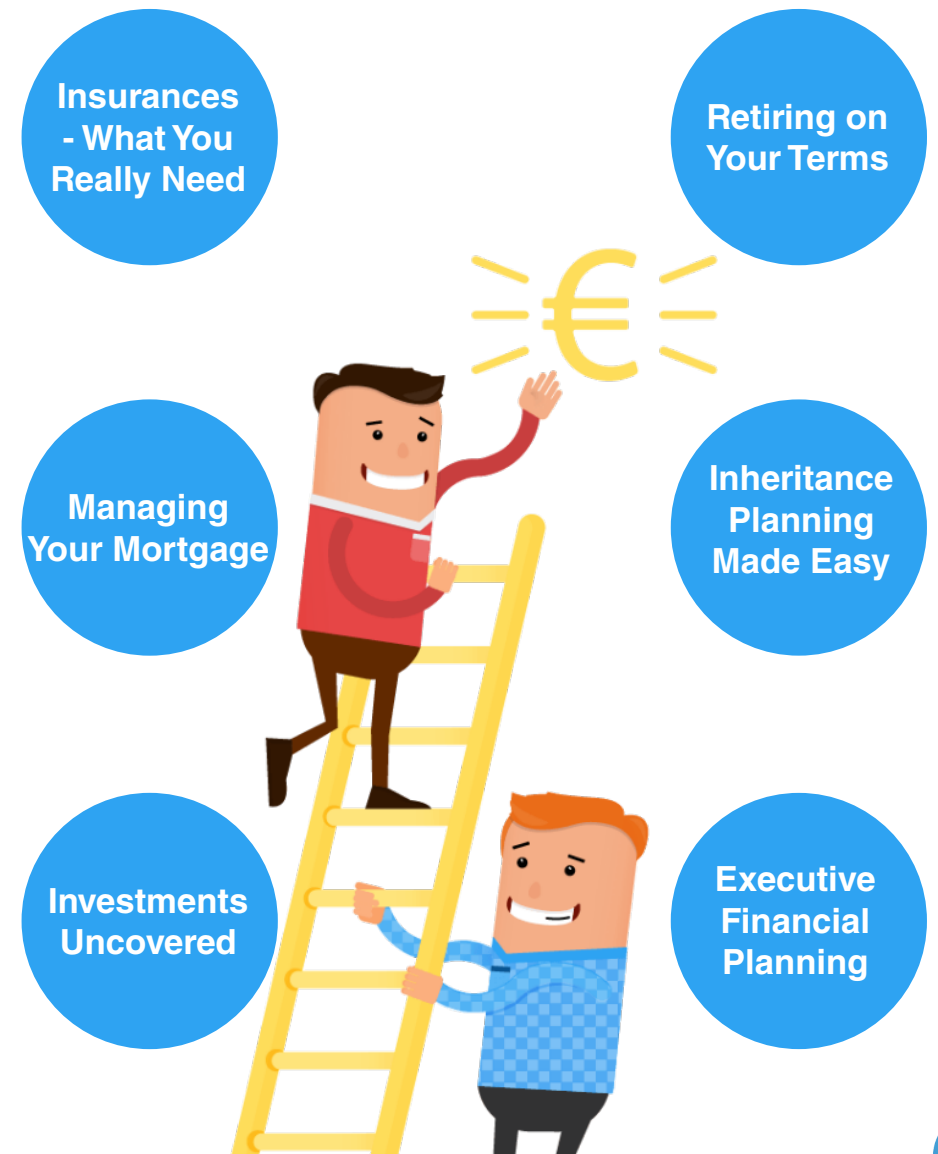 Insurances
- What You
Really Need
Retiring on
Your Terms
€
Managing
Your Mortgage
Inheritance
Planning
Made Easy
Investments
Uncovered
Executive
Financial
Planning